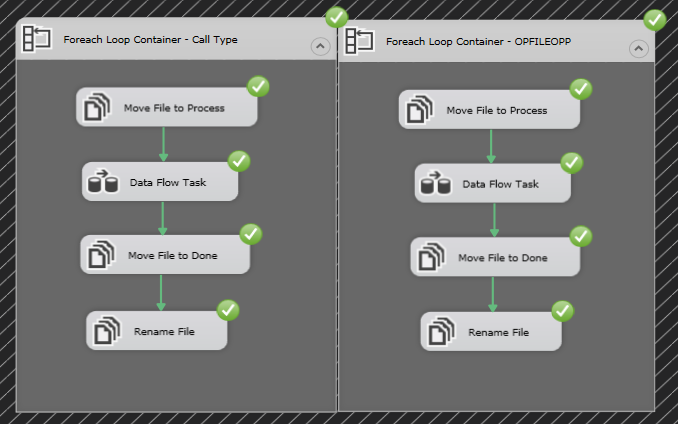 Foreach Loop Container - Call Type
Move File to Process
Data Flow Task
Move File to Done
Rename File
Foreach Loop Container - OPFILEOPP
Move File to Process
Data Flow Task
Move File to Done
Rename File